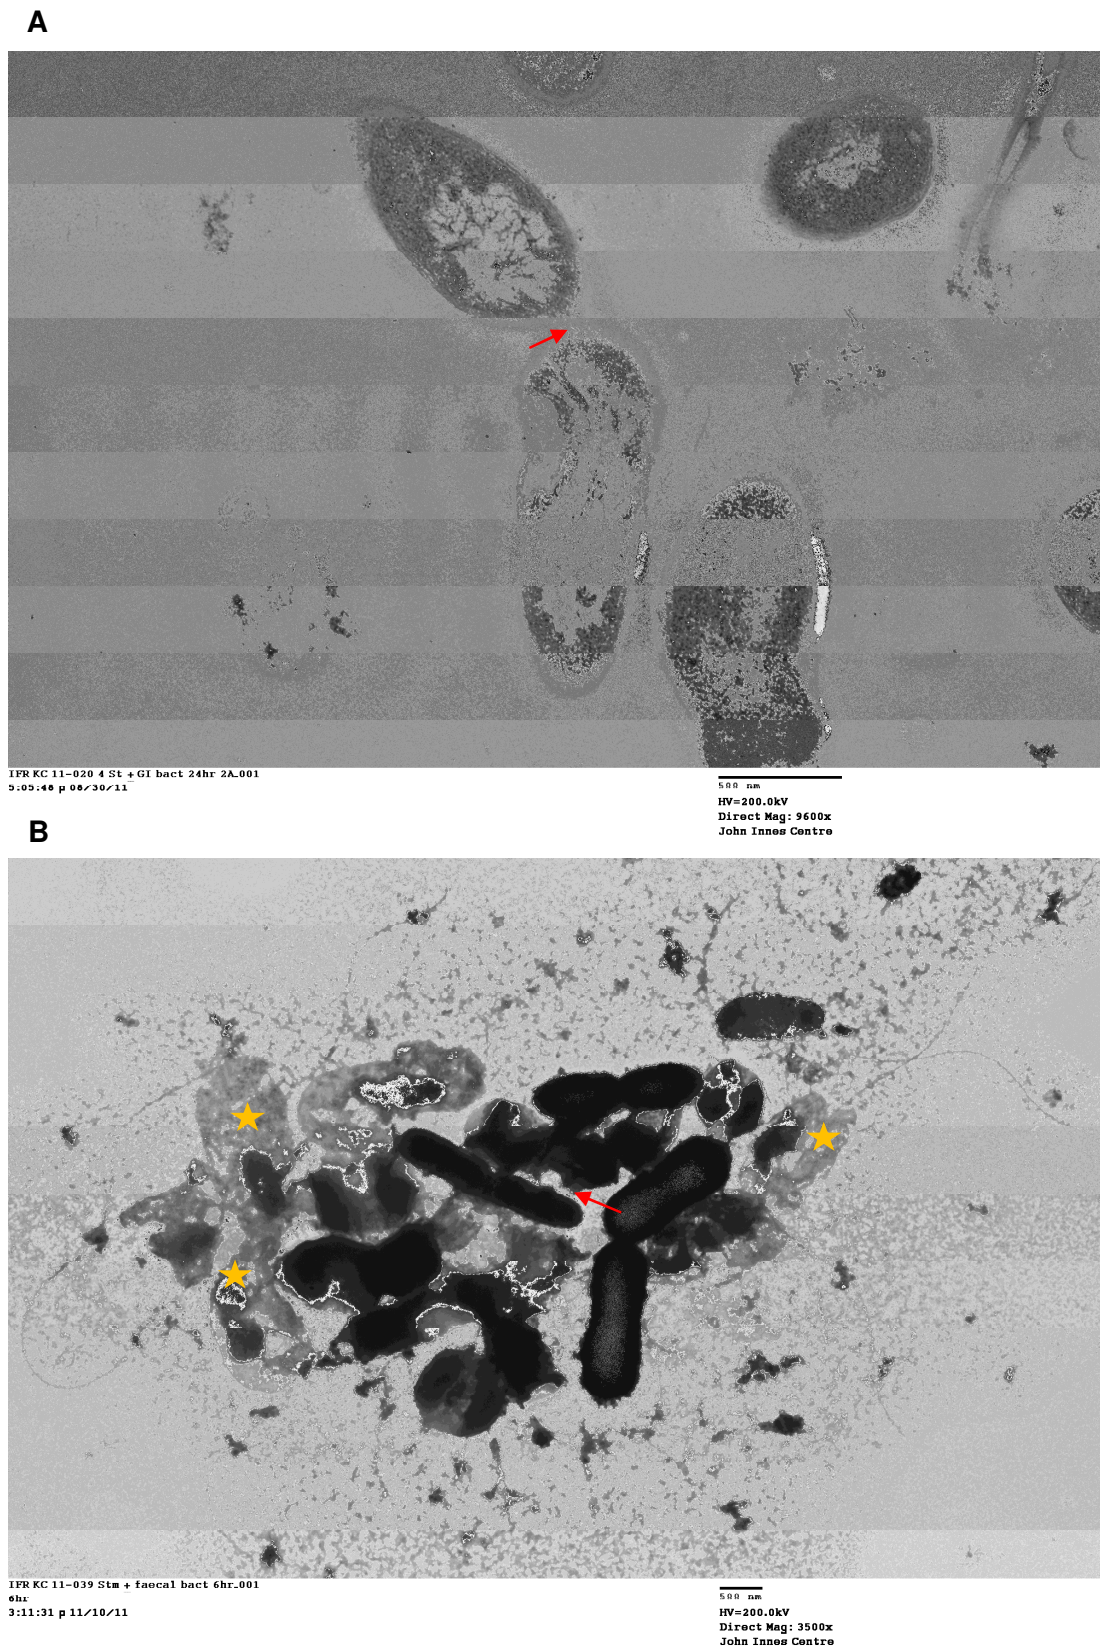 A
IFR KC 11-020 4 St + GI bact 24hr 2A_001
5:05:48 p 08/30/11
500 nm
HV=200.0kV
Direct Mag: 9600x
John Innes Centre
B
IFR KC 11-039 Stm + faecal bact 6hr_001
6hr
3:11:31 p 11/10/11
500 nm
HV=200.0kV
Direct Mag: 3500x
John Innes Centre